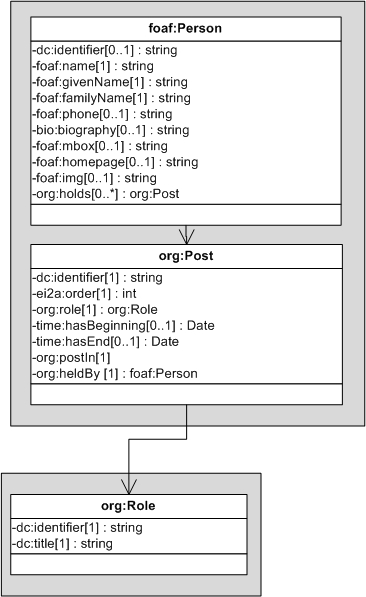 foaf:Person
-dc:identifier[0..1] : string
-foaf:name[1] : string
-foaf:givenName[1] : string
-foaf:familyName[1] : string
-foaf:phone[0..1] : string
-bio:biography[0..1] : string
-foaf:mbox[0..1] : string
-foaf:homepage[0..1] : string
-foaf:img[0..1] : string
-org:holds[0..*] : org:Post
org:Post
-dc:identifier[1] : string
-ei2a:order[1] : int
-org:role[1] : org:Role
-time:hasBeginning[0..1] : Date
-time:hasEnd[0..1] : Date
-org:postIn[1]
-org:heldBy [1] : foaf:Person
org:Role
-dc:identifier[1] : string
-dc:title[1] : string